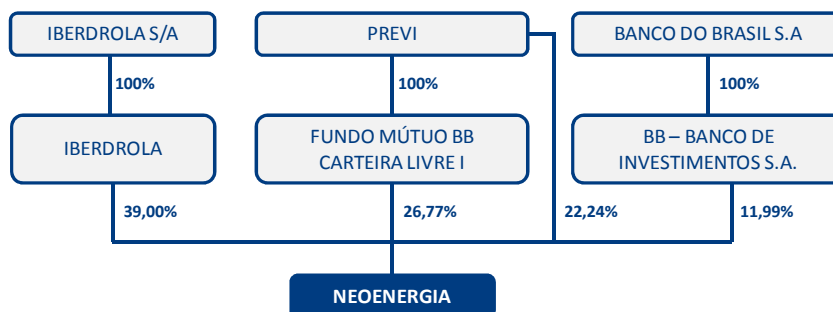 IBERDROLA S/A
PREVI
BANCO DO BRASIL S.A
100%
100%
100%
IBERDROLA
FUNDO MÚTUO BB
CARTEIRA LIVRE I
BB – BANCO DE
INVESTIMENTOS S.A.
39,00%
26,77%
22,24%
11,99%
NEOENERGIA